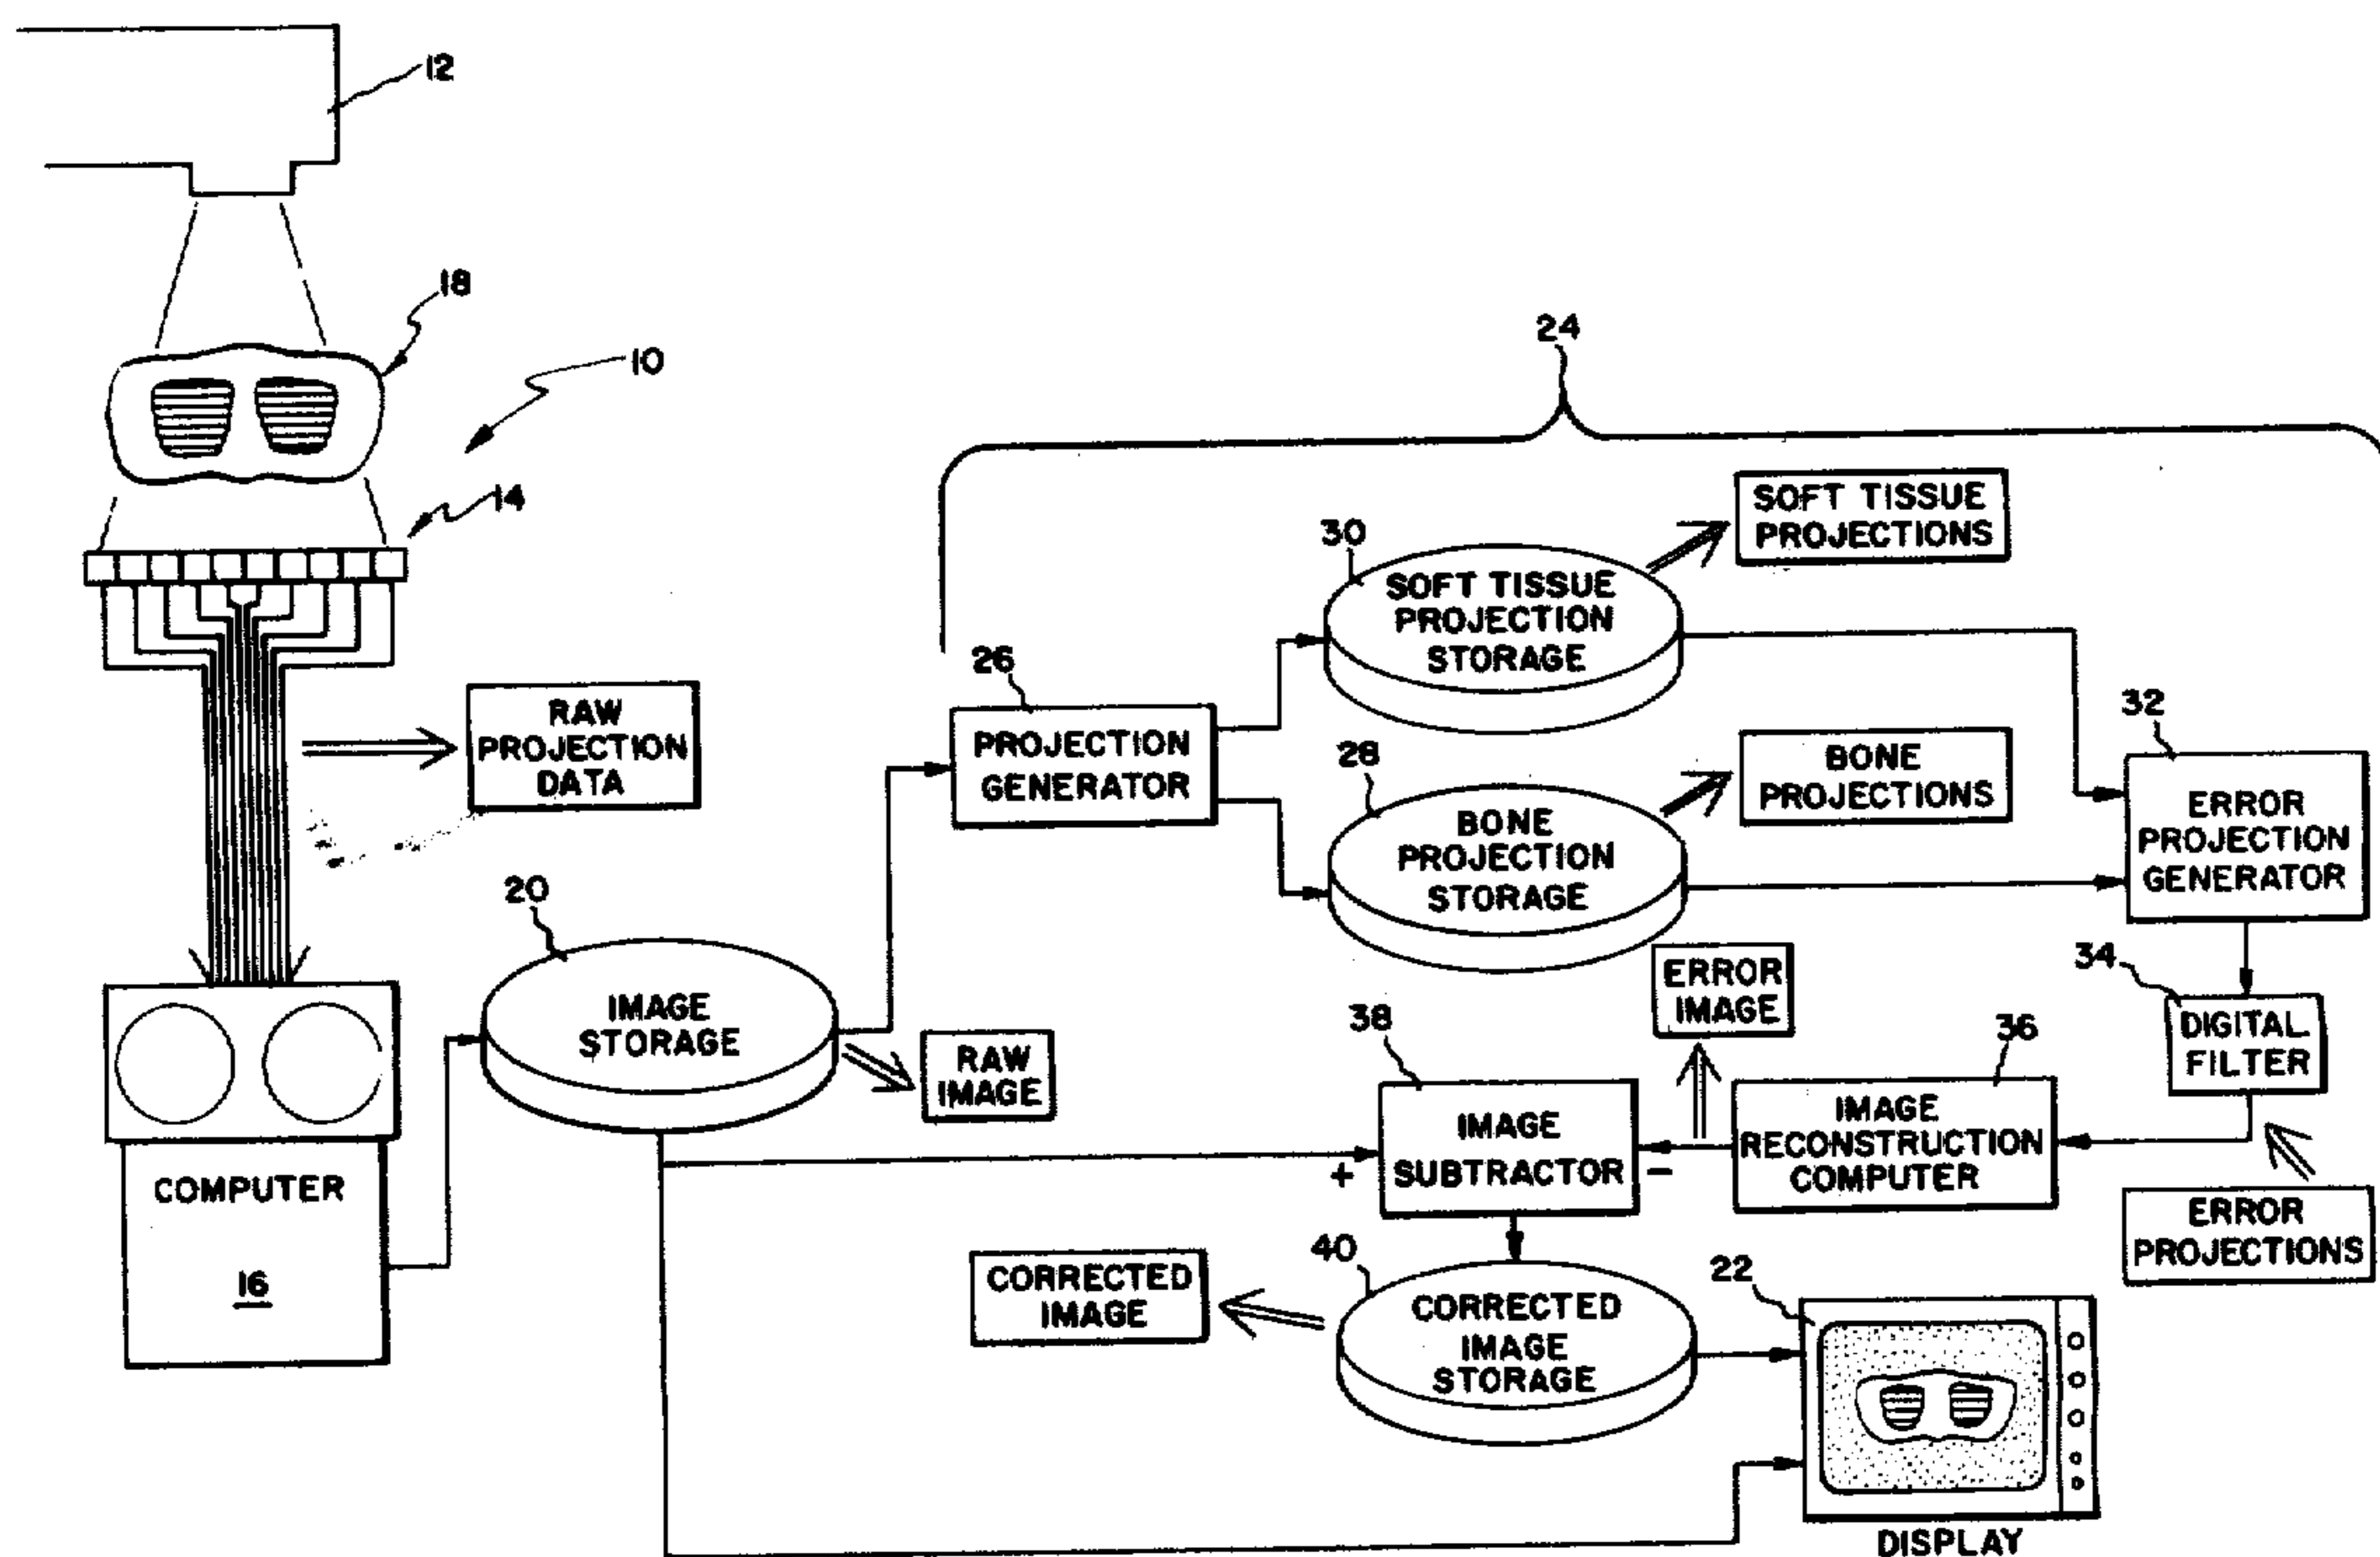 12
18
10
14
24
SOFT TISSUE
PROJECTIONS
30
SOFT TISSUE
PROJECTION
STORAGE
26
PROJECTION
GENERATOR
RAW
PROJECTION
DATA
28
BONE
PROJECTION
STORAGE
BONE
PROJECTIONS
32
ERROR
PROJECTION
GENERATOR
20
IMAGE
STORAGE
RAW
IMAGE
ERROR
IMAGE
34
DIGITAL
FILTER
38
IMAGE
SUBTRACTOR
+
-
36
IMAGE
RECONSTRUCTION
COMPUTER
ERROR
PROJECTIONS
COMPUTER
16
CORRECTED
IMAGE
40
CORRECTED
IMAGE
STORAGE
22
DISPLAY